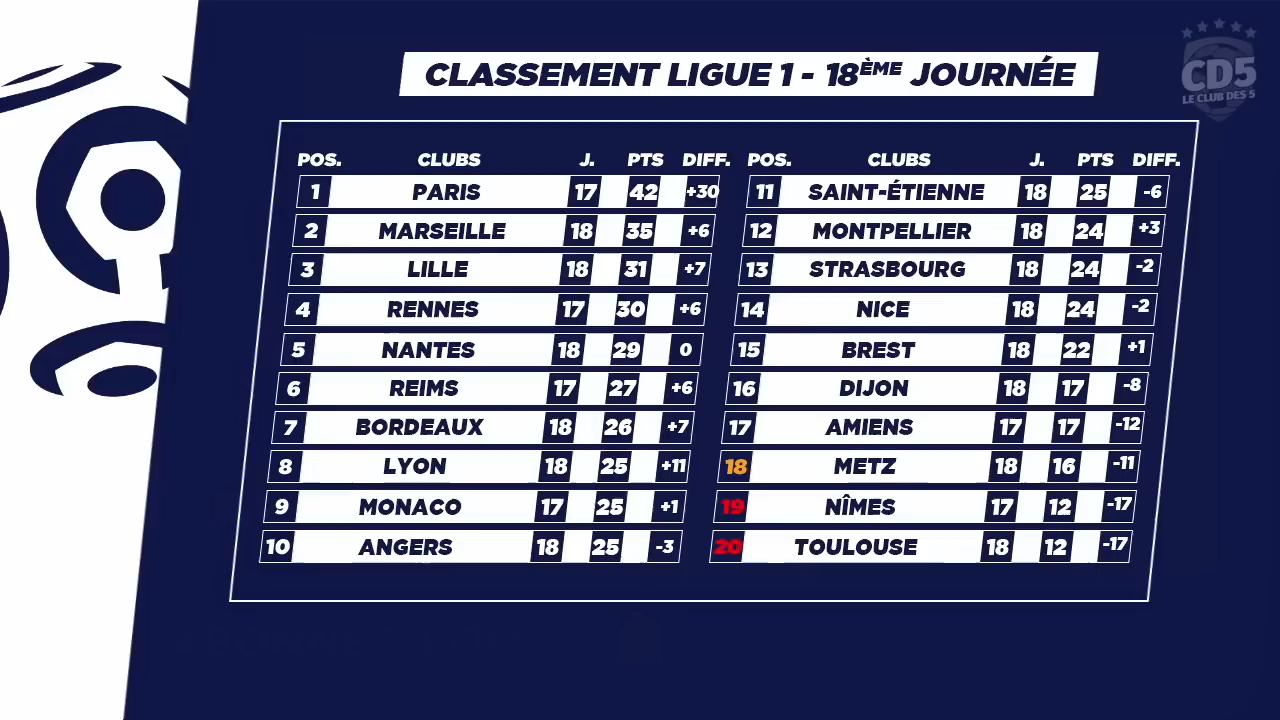 CD5
LE CLUB DES 5
CLASSEMENT LIGUE 1 - 18ÈME JOURNÉE
POS. CLUBS J. PTS DIFF. POS. CLUBS J. PTS DIFF.
1 PARIS 17 42 +30 11 SAINT-ÉTIENNE 18 25 -6
2 MARSEILLE 18 35 +6 12 MONTPELLIER 18 24 +3
3 LILLE 18 31 +7 13 STRASBOURG 18 24 -2
4 RENNES 17 30 +6 14 NICE 18 24 -2
5 NANTES 18 29 0 15 BREST 18 22 +1
6 REIMS 17 27 +6 16 DIJON 18 17 -8
7 BORDEAUX 18 26 +7 17 AMIENS 17 17 -12
8 LYON 18 25 +11 18 METZ 18 16 -11
9 MONACO 17 25 +1 19 NÎMES 17 12 -17
10 ANGERS 18 25 -3 20 TOULOUSE 18 12 -17